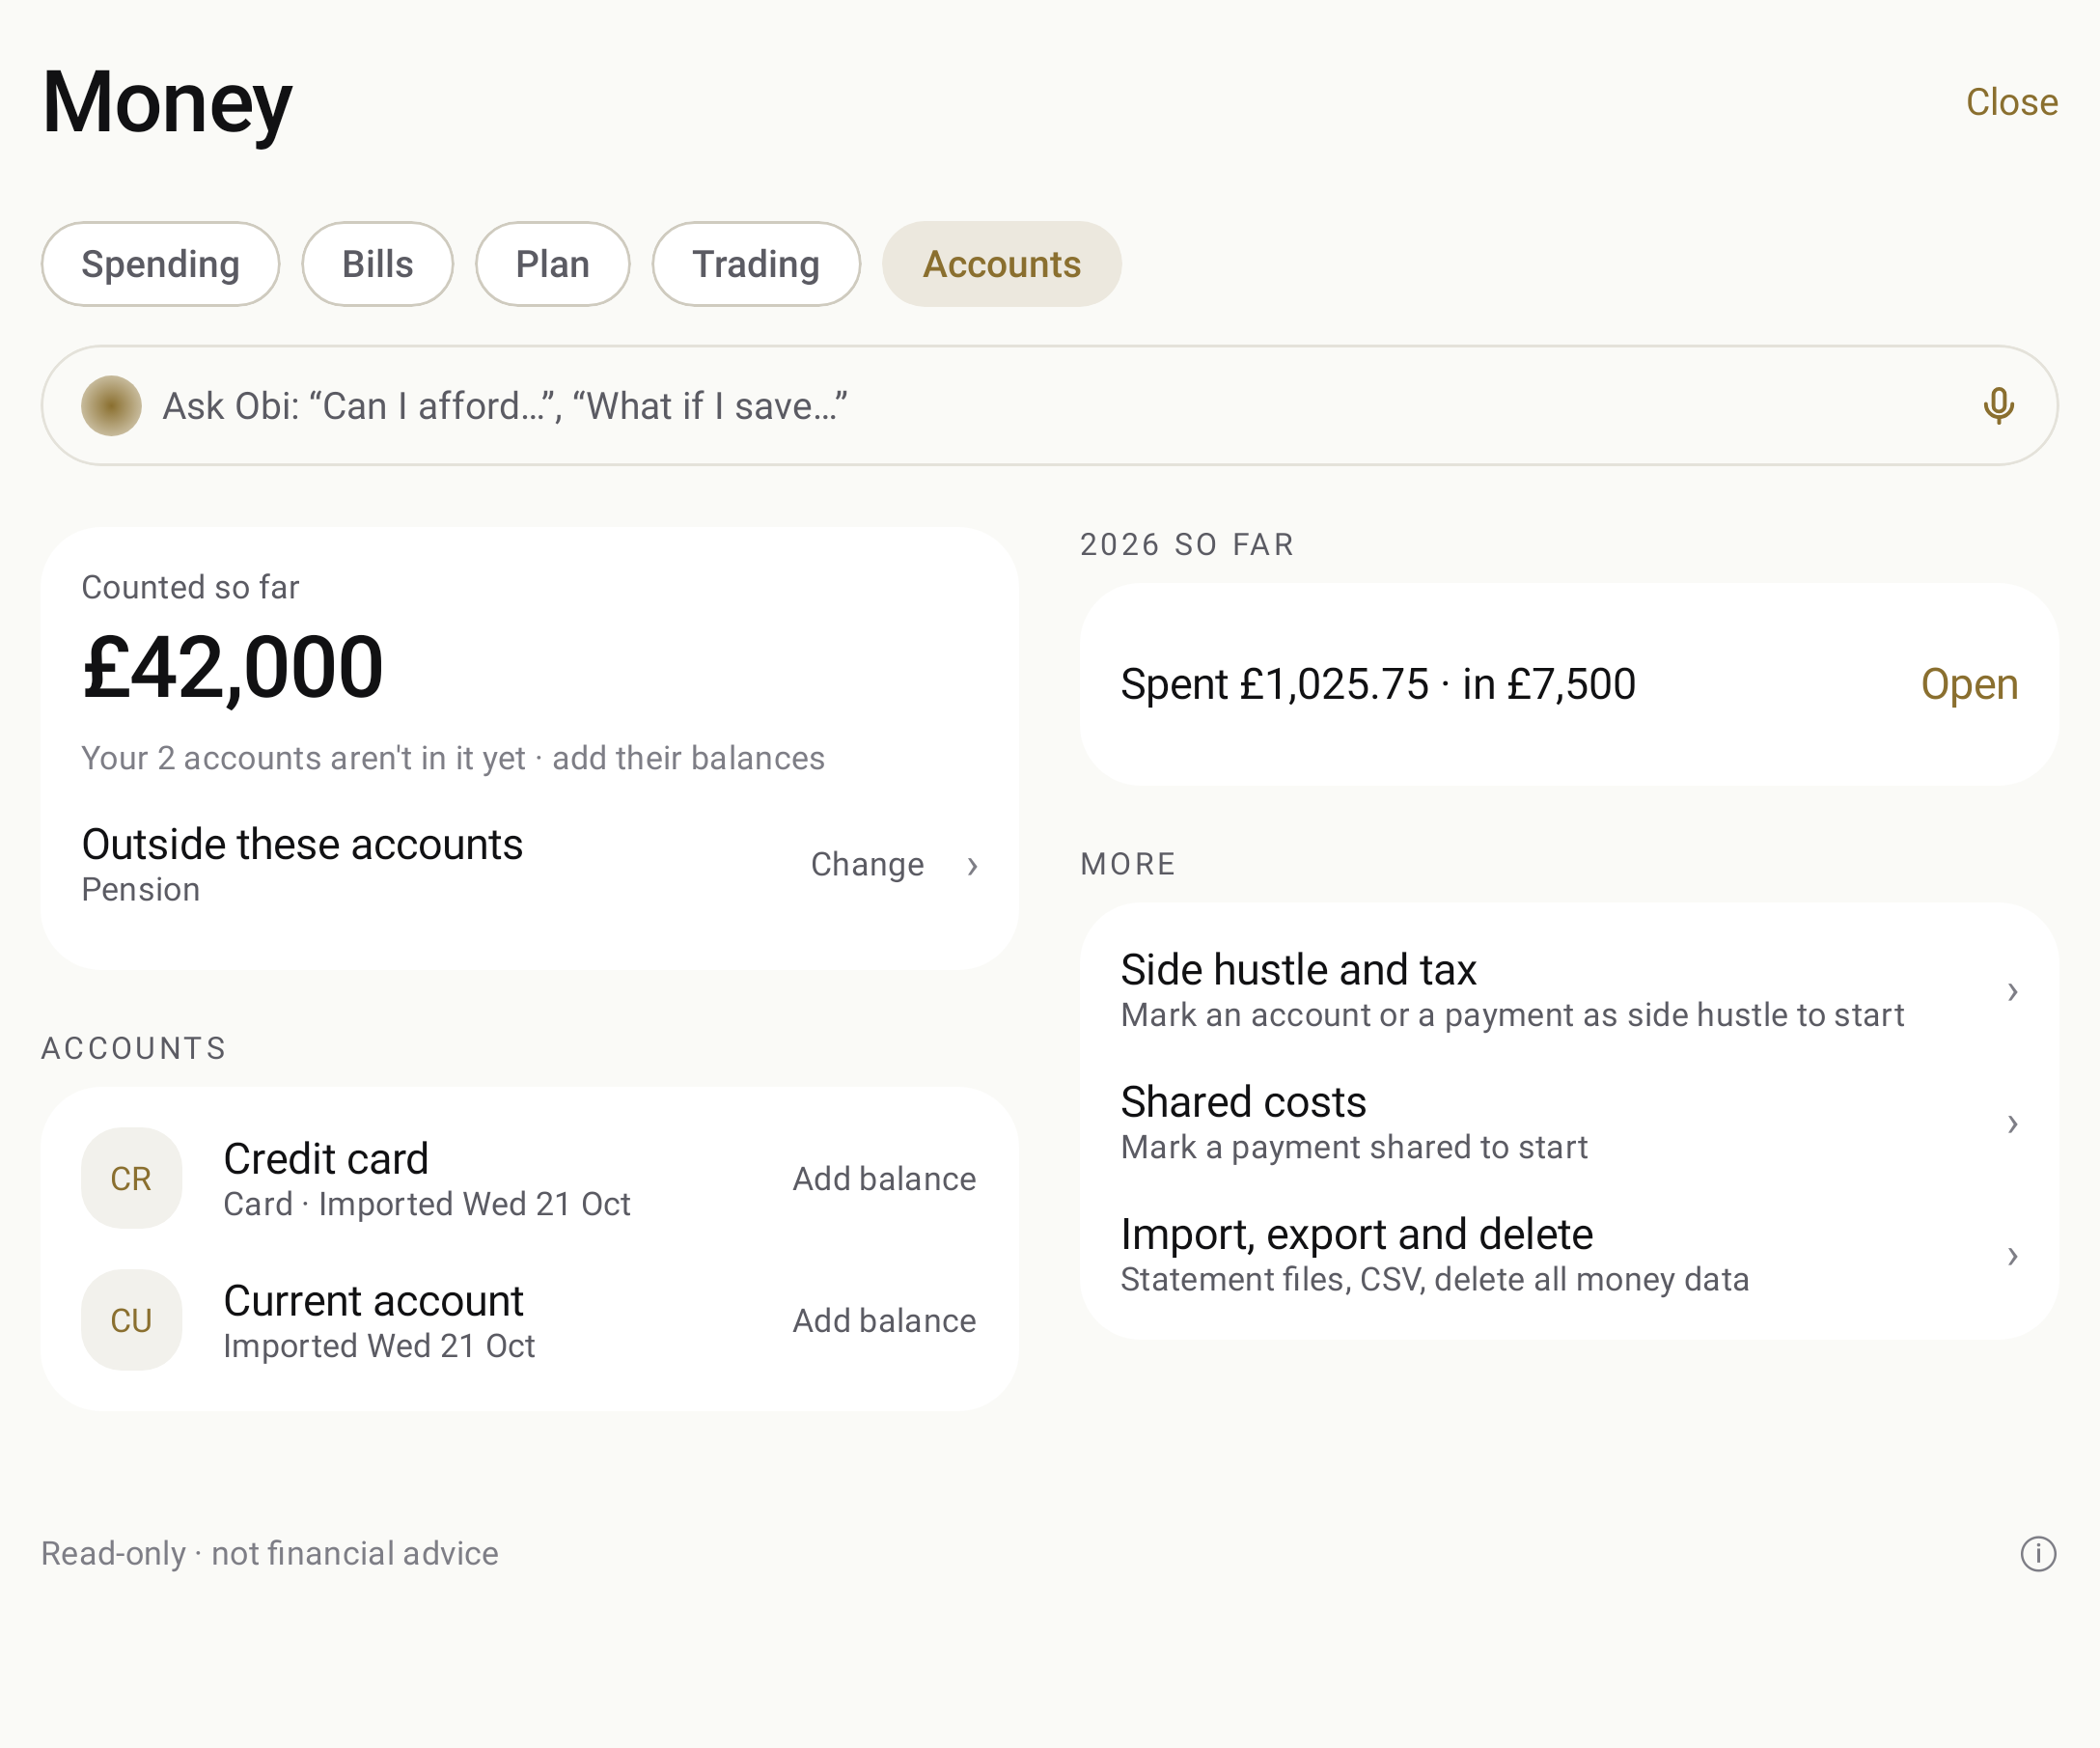 Money
Close
Spending
Bills
Plan
Trading
Accounts
Ask Obi: “Can I afford…”, “What if I save…”
Counted so far
£42,000
Your 2 accounts aren't in it yet · add their balances
Outside these accounts
Pension
Change ›
ACCOUNTS
CR
Credit card
Card · Imported Wed 21 Oct
Add balance
CU
Current account
Imported Wed 21 Oct
Add balance
2026 SO FAR
Spent £1,025.75 · in £7,500
Open
MORE
Side hustle and tax
Mark an account or a payment as side hustle to start
›
Shared costs
Mark a payment shared to start
›
Import, export and delete
Statement files, CSV, delete all money data
›
Read-only · not financial advice